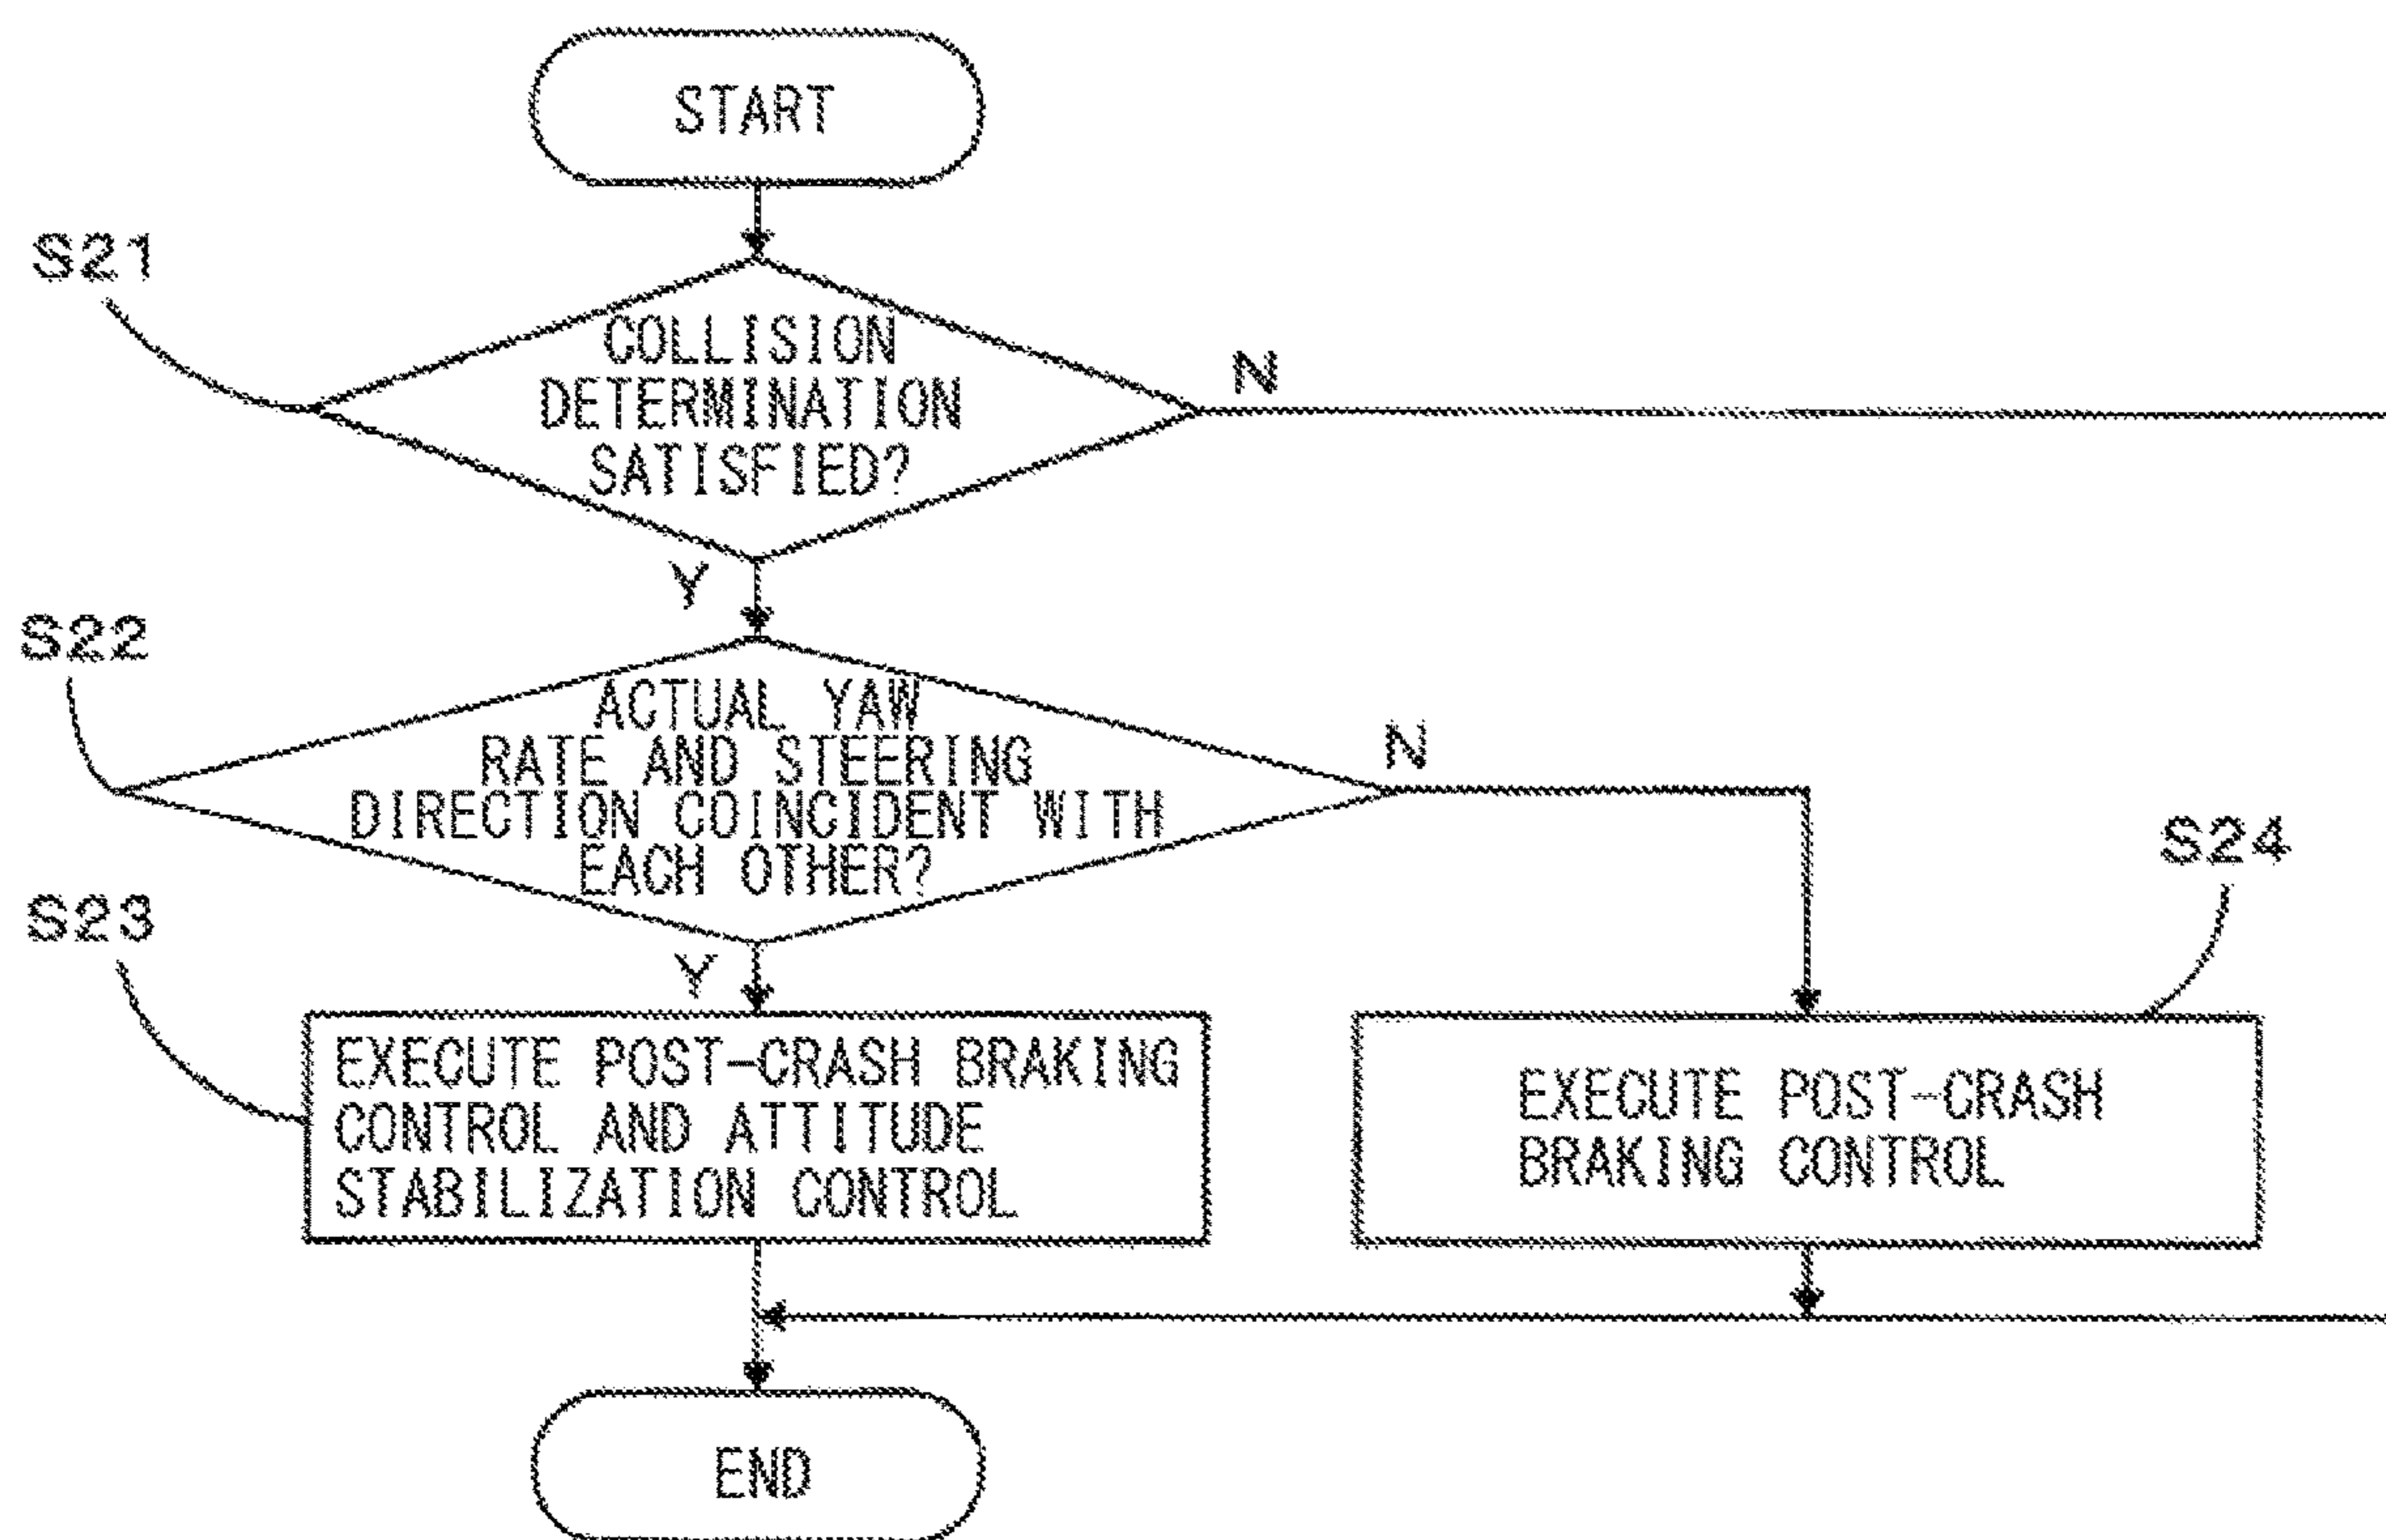 START
S21
COLLISION
DETERMINATION
SATISFIED?
N
Y
S22
ACTUAL YAW
RATE AND STEERING
DIRECTION COINCIDENT WITH
EACH OTHER?
N
S24
S23
Y
EXECUTE POST-CRASH BRAKING
CONTROL AND ATTITUDE
STABILIZATION CONTROL
EXECUTE POST-CRASH
BRAKING CONTROL
END